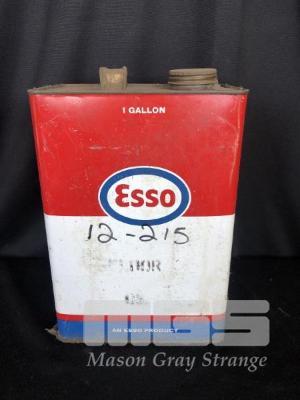 1 GALLON
Esso
12-215
AN ESSO PRODUCT
MGS
Mason Gray Strange